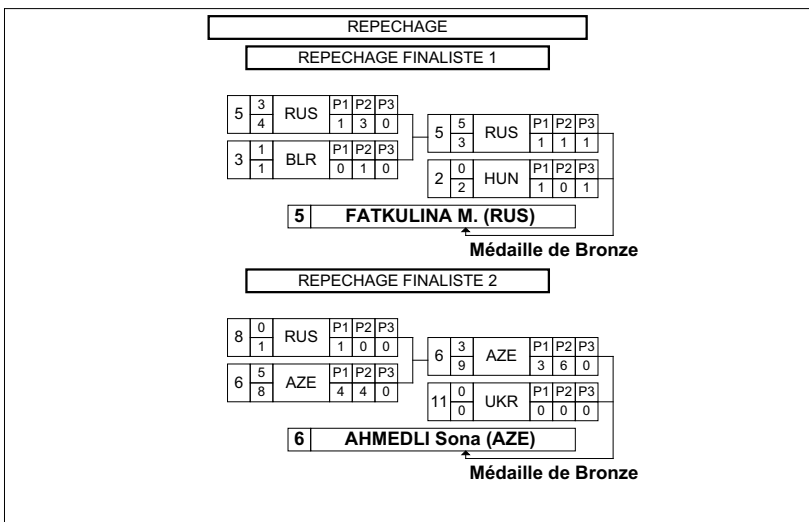 REPECHAGE
REPECHAGE FINALISTE 1
5 3 4 RUS P1 P2 P3
1 3 0
3 1 1 BLR P1 P2 P3
0 1 0
5 5 3 RUS P1 P2 P3
1 1 1
2 0 2 HUN P1 P2 P3
1 0 1
5 FATKULINA M. (RUS)
Médaille de Bronze
REPECHAGE FINALISTE 2
8 0 1 RUS P1 P2 P3
1 0 0
6 5 8 AZE P1 P2 P3
4 4 0
6 3 9 AZE P1 P2 P3
3 6 0
11 0 0 UKR P1 P2 P3
0 0 0
6 AHMEDLI Sona (AZE)
Médaille de Bronze